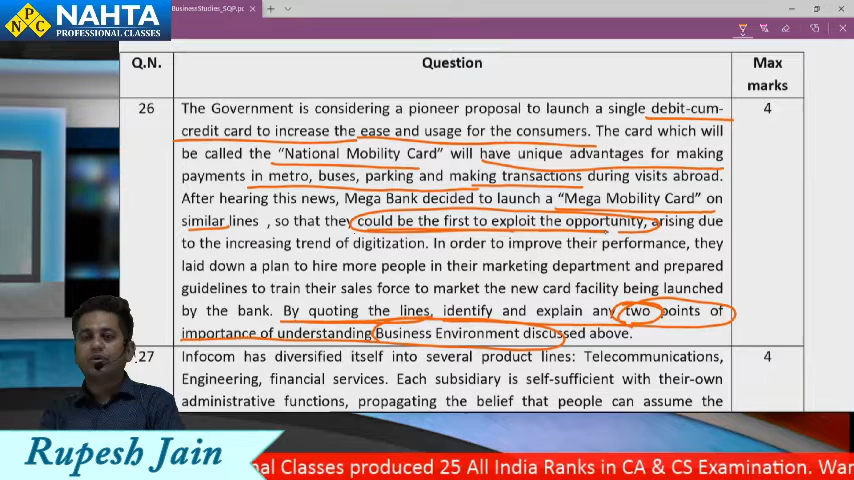 NPC
NAHTA
PROFESSIONAL CLASSES
BusinessStudies_SQP.pc
Q.N. Question Max marks
26 The Government is considering a pioneer proposal to launch a single debit-cum- 4
credit card to increase the ease and usage for the consumers. The card which will
be called the “National Mobility Card” will have unique advantages for making
payments in metro, buses, parking and making transactions during visits abroad.
After hearing this news, Mega Bank decided to launch a “Mega Mobility Card” on
similar lines , so that they could be the first to exploit the opportunity, arising due
to the increasing trend of digitization. In order to improve their performance, they
laid down a plan to hire more people in their marketing department and prepared
guidelines to train their sales force to market the new card facility being launched
by the bank. By quoting the lines, identify and explain any two points of
importance of understanding Business Environment discussed above.
27 Infocom has diversified itself into several product lines: Telecommunications, 4
Engineering, financial services. Each subsidiary is self-sufficient with their own
administrative functions, propagating the belief that people can assume the
Rupesh Jain
al Classes produced 25 All India Ranks in CA & CS Examination. War